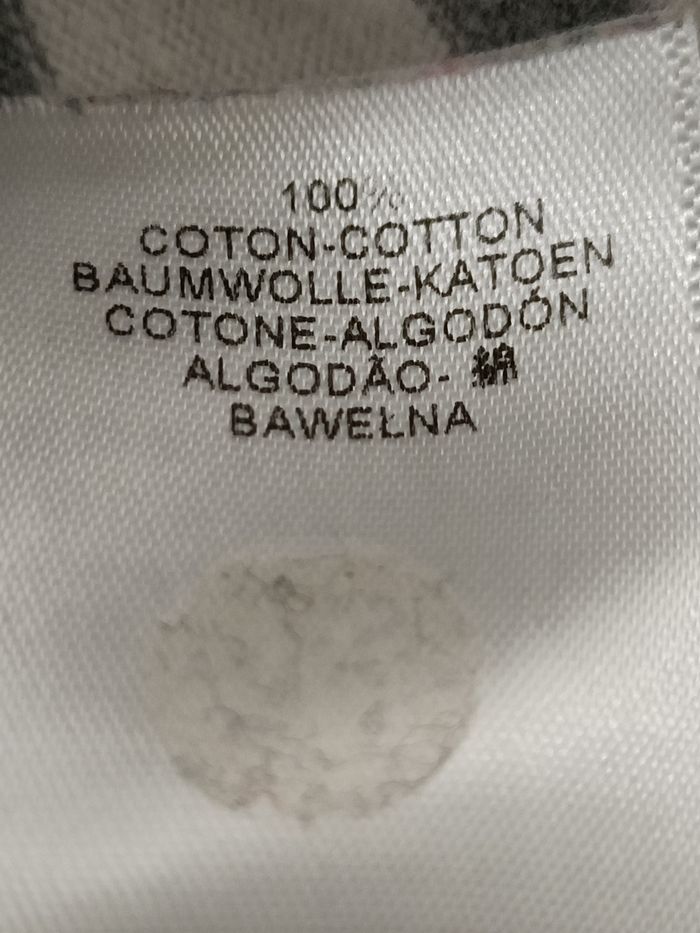 100%
COTON-COTTON
BAUMWOLLE-KATOEN
COTONE-ALGODÓN
ALGODÃO- 綿
BAWEŁNA